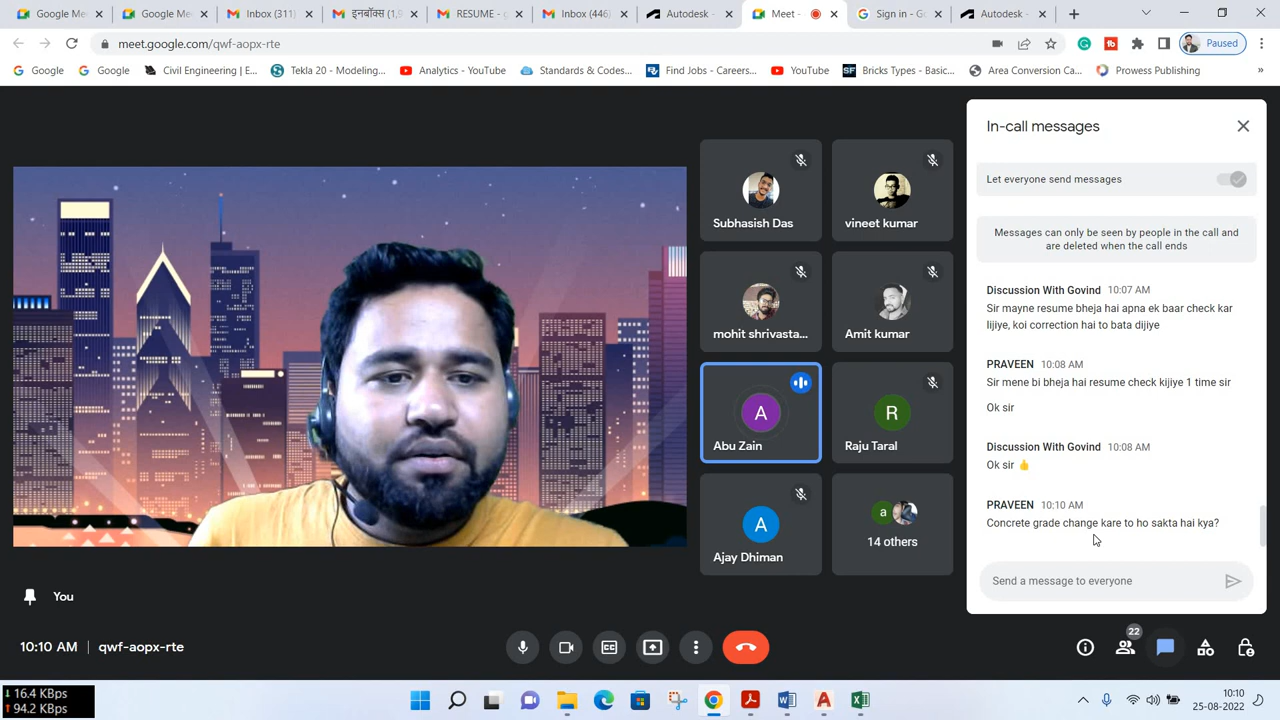 Google Meet
Google Meet
Inbox (311)
इनबॉक्स (1,9
RESUME - g
Inbox (446)
Autodesk
Meet -
Sign in - Go
Autodesk -
meet.google.com/qwf-aopx-rte
Paused
Google
Google
Civil Engineering | E...
Tekla 20 - Modeling...
Analytics - YouTube
Standards & Codes...
Find Jobs - Careers...
YouTube
Bricks Types - Basic...
Area Conversion Ca...
Prowess Publishing
»
In-call messages
Let everyone send messages
Messages can only be seen by people in the call and
are deleted when the call ends
Discussion With Govind 10:07 AM
Sir mayne resume bheja hai apna ek baar check kar
lijiye, koi correction hai to bata dijiye
PRAVEEN 10:08 AM
Sir mene bi bheja hai resume check kijiye 1 time sir
Ok sir
Discussion With Govind 10:08 AM
Ok sir 👍
PRAVEEN 10:10 AM
Concrete grade change kare to ho sakta hai kya?
Send a message to everyone
Subhasish Das
vineet kumar
mohit shrivasta...
Amit kumar
A
Abu Zain
R
Raju Taral
A
Ajay Dhiman
a
14 others
You
10:10 AM | qwf-aopx-rte
22
16.4 KBps
94.2 KBps
10:10
25-08-2022